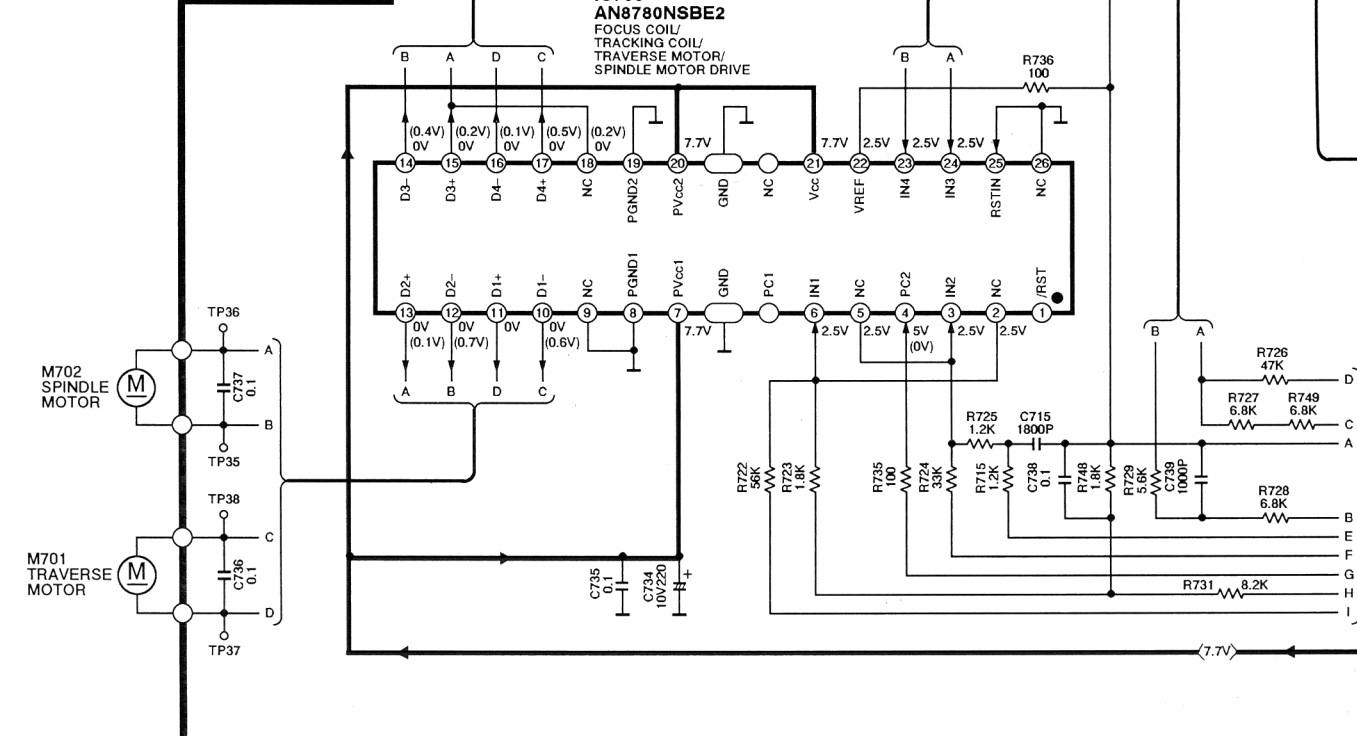 AN8780NSBE2
FOCUS COIL/
TRACKING COIL/
TRAVERSE MOTOR/
SPINDLE MOTOR DRIVE
B A D C
B A
R736
100
(0.4V) (0.2V) (0.1V) (0.5V) (0.2V)
0V 0V 0V 0V 0V
7.7V 7.7V 2.5V 2.5V 2.5V
14 15 16 17 18 19 20 21 22 23 24 25 26
D3- D3+ D4- D4+ NC PGND2 PVcc2 GND NC Vcc VREF IN4 IN3 RSTIN NC
D2+ D2- D1+ D1- NC PGND1 PVcc1 GND PC1 IN1 NC PC2 IN2 NC /RST
13 12 11 10 9 8 7 6 5 4 3 2 1
0V 0V 0V 0V 7.7V 2.5V 2.5V 5V 2.5V 2.5V
(0.1V) (0.7V) (0.6V) (0V)
A B D C
TP36
A
M702
SPINDLE
MOTOR
M
C737
0.1
B
TP35
TP38
C
M701
TRAVERSE
MOTOR
M
C736
0.1
D
TP37
B A
R726
47K
D
R727
6.8K
R749
6.8K
C
R725
1.2K
C715
1800P
A
R722
56K
R723
1.8K
R735
100
R724
33K
R715
1.2K
C738
0.1
R748
1.8K
R729
5.6K
C739
1000P
R728
6.8K
B
E
F
G
R731 8.2K
H
I
C735
0.1
C734
10V220
+
(7.7V)